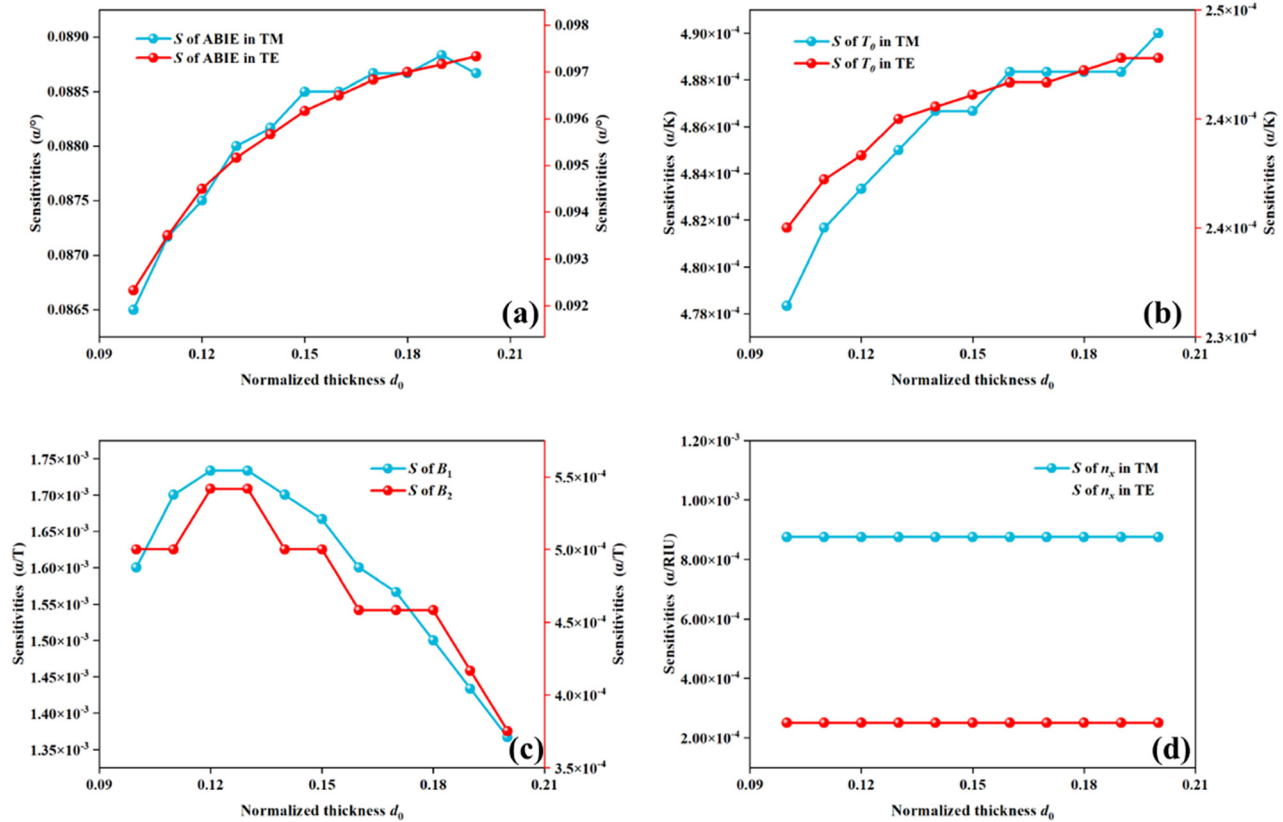 S of ABIE in TM
S of ABIE in TE
0.0890
0.0885
0.0880
0.0875
0.0870
0.0865
Sensitivities (α/°)
0.098
0.097
0.096
0.095
0.094
0.093
0.092
Sensitivities (α/°)
0.09
0.12
0.15
0.18
0.21
Normalized thickness d₀
(a)
S of T₀ in TM
S of T₀ in TE
4.90×10⁻⁴
4.88×10⁻⁴
4.86×10⁻⁴
4.84×10⁻⁴
4.82×10⁻⁴
4.80×10⁻⁴
4.78×10⁻⁴
Sensitivities (α/K)
2.5×10⁻⁴
2.4×10⁻⁴
2.4×10⁻⁴
2.3×10⁻⁴
Sensitivities (α/K)
0.09
0.12
0.15
0.18
0.21
Normalized thickness d₀
(b)
S of B₁
S of B₂
1.75×10⁻³
1.70×10⁻³
1.65×10⁻³
1.60×10⁻³
1.55×10⁻³
1.50×10⁻³
1.45×10⁻³
1.40×10⁻³
1.35×10⁻³
Sensitivities (α/T)
5.5×10⁻⁴
5.0×10⁻⁴
4.5×10⁻⁴
4.0×10⁻⁴
3.5×10⁻⁴
Sensitivities (α/T)
0.09
0.12
0.15
0.18
0.21
Normalized thickness d₀
(c)
S of nₓ in TM
S of nₓ in TE
1.20×10⁻³
1.00×10⁻³
8.00×10⁻⁴
6.00×10⁻⁴
4.00×10⁻⁴
2.00×10⁻⁴
Sensitivities (α/RIU)
0.09
0.12
0.15
0.18
0.21
Normalized thickness d₀
(d)